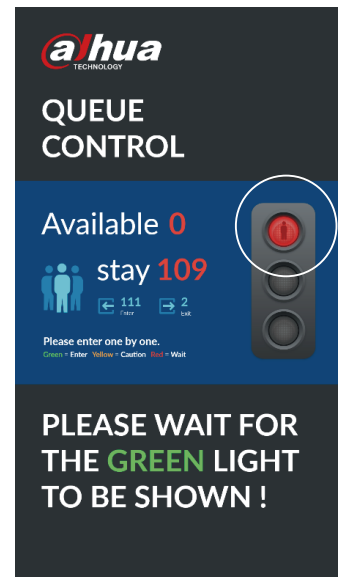 alhua
TECHNOLOGY
QUEUE
CONTROL
Available 0
stay 109
111 2
Enter Exit
Please enter one by one.
Green = Enter Yellow = Caution Red = Wait
PLEASE WAIT FOR
THE GREEN LIGHT
TO BE SHOWN !